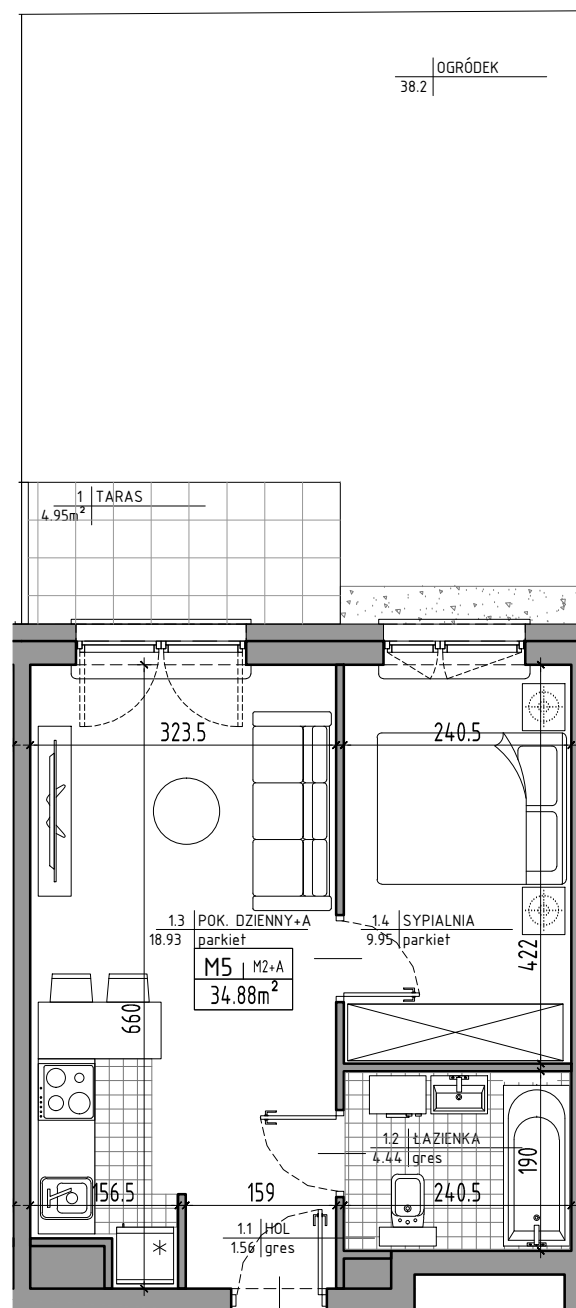 OGRÓDEK
38.2
1 TARAS
4.95m²
323.5
240.5
1.3 POK. DZIENNY+A
18.93 parkiet
1.4 SYPIALNIA
9.95 parkiet
M5 | M2+A
34.88m²
422
660
1.2 ŁAZIENKA
4.44 gres
190
156.5
159
240.5
1.1 HOL
1.56 gres